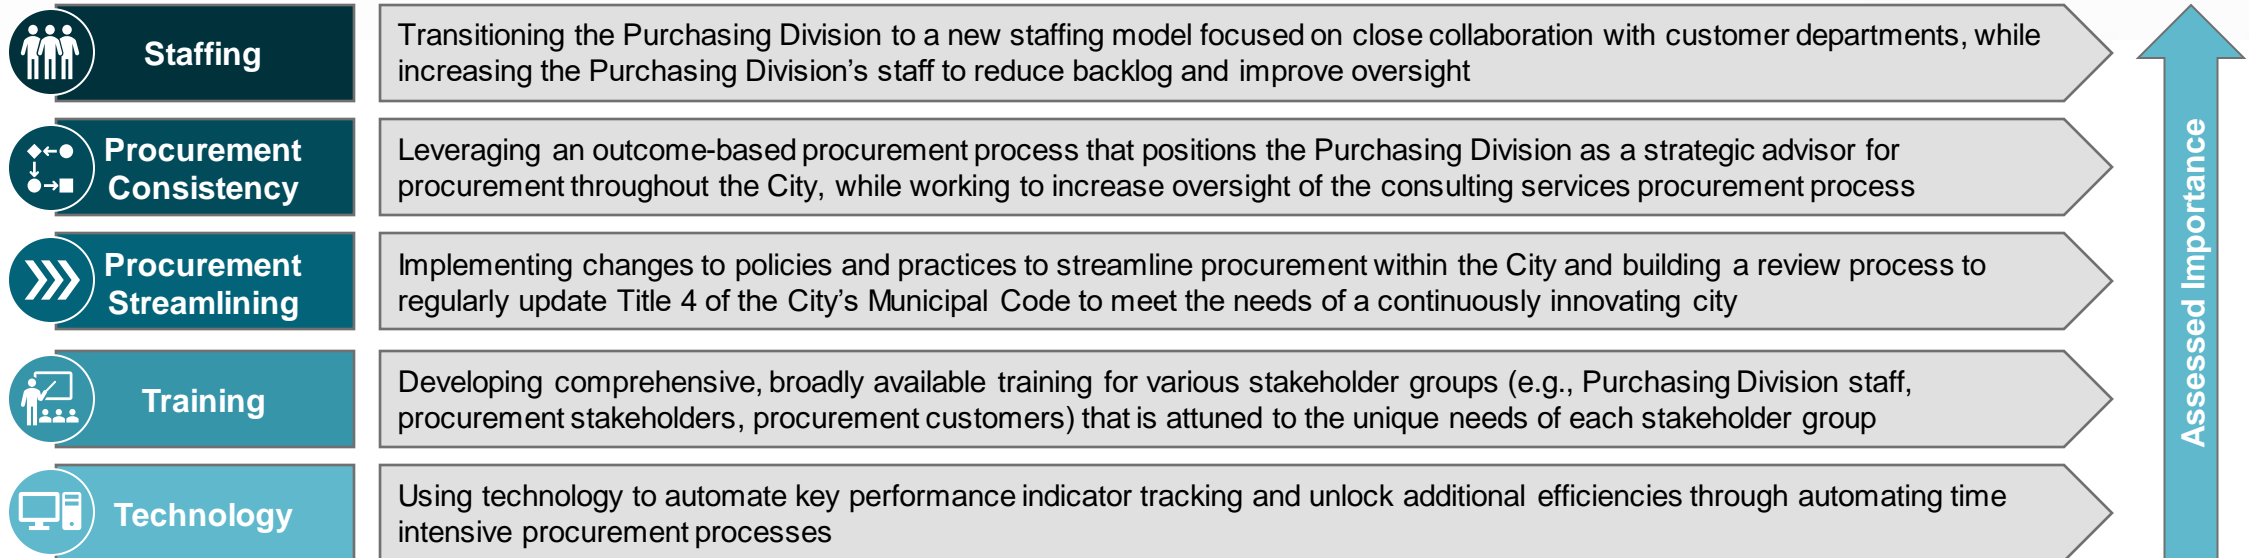 Staffing
Transitioning the Purchasing Division to a new staffing model focused on close collaboration with customer departments, while
increasing the Purchasing Division’s staff to reduce backlog and improve oversight
Procurement
Consistency
Leveraging an outcome-based procurement process that positions the Purchasing Division as a strategic advisor for
procurement throughout the City, while working to increase oversight of the consulting services procurement process
Procurement
Streamlining
Implementing changes to policies and practices to streamline procurement within the City and building a review process to
regularly update Title 4 of the City’s Municipal Code to meet the needs of a continuously innovating city
Training
Developing comprehensive, broadly available training for various stakeholder groups (e.g., Purchasing Division staff,
procurement stakeholders, procurement customers) that is attuned to the unique needs of each stakeholder group
Technology
Using technology to automate key performance indicator tracking and unlock additional efficiencies through automating time
intensive procurement processes
Assessed Importance